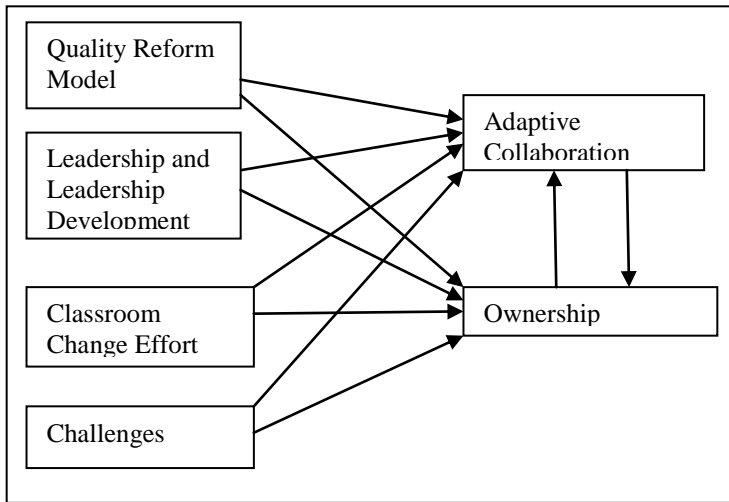 Quality Reform
Model
Leadership and
Leadership
Development
Classroom
Change Effort
Challenges
Adaptive
Collaboration
Ownership